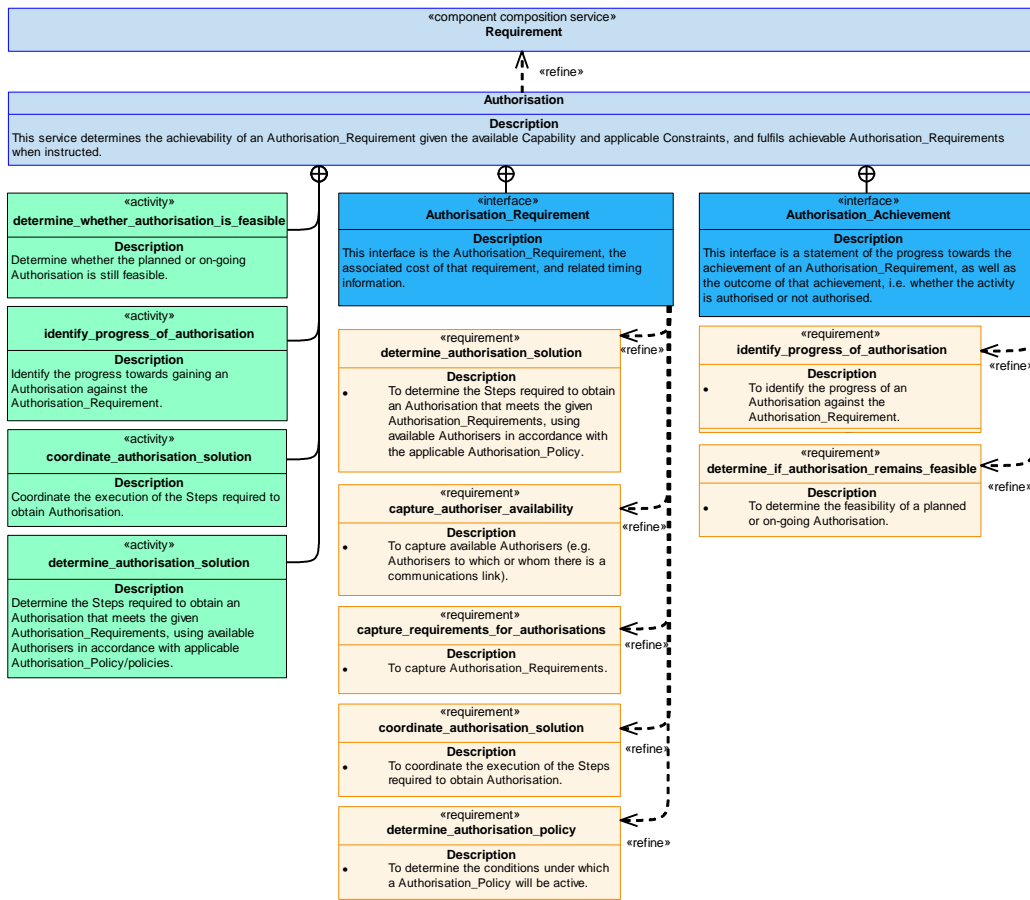 «component composition service»
Requirement
«refine»
Authorisation
Description
This service determines the achievability of an Authorisation_Requirement given the available Capability and applicable Constraints, and fulfils achievable Authorisation_Requirements
when instructed.
«activity»
determine_whether_authorisation_is_feasible
Description
Determine whether the planned or on-going
Authorisation is still feasible.
«activity»
identify_progress_of_authorisation
Description
Identify the progress towards gaining an
Authorisation against the
Authorisation_Requirement.
«activity»
coordinate_authorisation_solution
Description
Coordinate the execution of the Steps required to
obtain Authorisation.
«activity»
determine_authorisation_solution
Description
Determine the Steps required to obtain an
Authorisation that meets the given
Authorisation_Requirements, using available
Authorisers in accordance with applicable
Authorisation_Policy/policies.
«interface»
Authorisation_Requirement
Description
This interface is the Authorisation_Requirement, the
associated cost of that requirement, and related timing
information.
«requirement»
determine_authorisation_solution
Description
• To determine the Steps required to obtain
an Authorisation that meets the given
Authorisation_Requirements, using
available Authorisers in accordance with
the applicable Authorisation_Policy.
«refine»
«requirement»
capture_authoriser_availability
Description
• To capture available Authorisers (e.g.
Authorisers to which or whom there is a
communications link).
«refine»
«requirement»
capture_requirements_for_authorisations
Description
• To capture Authorisation_Requirements.
«refine»
«requirement»
coordinate_authorisation_solution
Description
• To coordinate the execution of the Steps
required to obtain Authorisation.
«refine»
«requirement»
determine_authorisation_policy
Description
• To determine the conditions under which
a Authorisation_Policy will be active.
«refine»
«interface»
Authorisation_Achievement
Description
This interface is a statement of the progress towards the
achievement of an Authorisation_Requirement, as well as
the outcome of that achievement, i.e. whether the activity
is authorised or not authorised.
«requirement»
identify_progress_of_authorisation
Description
• To identify the progress of an
Authorisation against the
Authorisation_Requirement.
«refine»
«requirement»
determine_if_authorisation_remains_feasible
Description
• To determine the feasibility of a planned
or on-going Authorisation.
«refine»